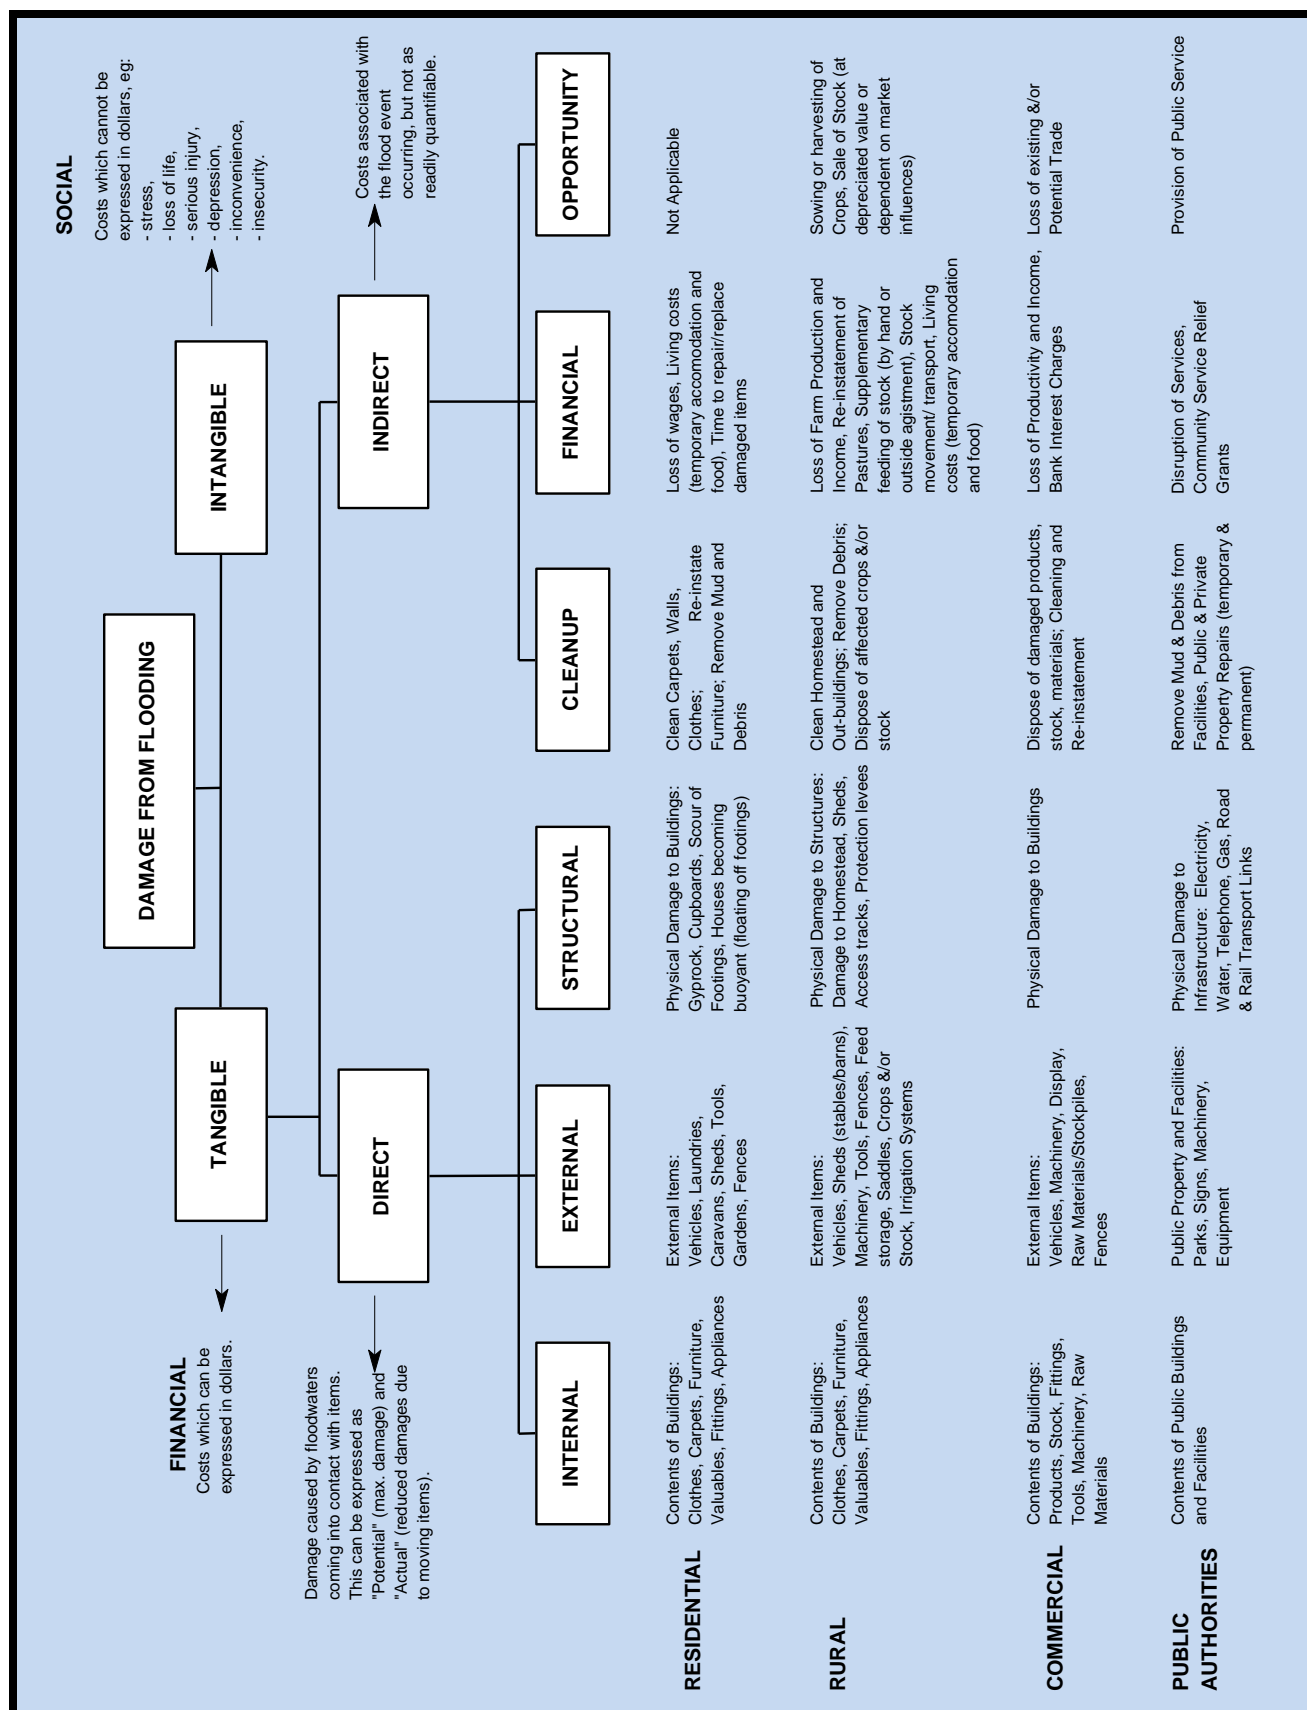 DAMAGE FROM FLOODING
FINANCIAL
Costs which can be
expressed in dollars.
TANGIBLE
INTANGIBLE
SOCIAL
Costs which cannot be
expressed in dollars, eg:
- stress,
- loss of life,
- serious injury,
- depression,
- inconvenience,
- insecurity.
Damage caused by floodwaters
coming into contact with items.
This can be expressed as
"Potential" (max. damage) and
"Actual" (reduced damages due
to moving items).
DIRECT
INDIRECT
Costs associated with
the flood event
occurring, but not as
readily quantifiable.
INTERNAL
EXTERNAL
STRUCTURAL
CLEANUP
FINANCIAL
OPPORTUNITY
RESIDENTIAL
Contents of Buildings:
Clothes, Carpets, Furniture,
Valuables, Fittings, Appliances
External Items:
Vehicles, Laundries,
Caravans, Sheds, Tools,
Gardens, Fences
Physical Damage to Buildings:
Gyprock, Cupboards, Scour of
Footings, Houses becoming
buoyant (floating off footings)
Clean Carpets, Walls,
Clothes; Re-instate
Furniture; Remove Mud and
Debris
Loss of wages, Living costs
(temporary accomodation and
food), Time to repair/replace
damaged items
Not Applicable
RURAL
Contents of Buildings:
Clothes, Carpets, Furniture,
Valuables, Fittings, Appliances
External Items:
Vehicles, Sheds (stables/barns),
Machinery, Tools, Fences, Feed
storage, Saddles, Crops &/or
Stock, Irrigation Systems
Physical Damage to Structures:
Damage to Homestead, Sheds,
Access tracks, Protection levees
Clean Homestead and
Out-buildings; Remove Debris;
Dispose of affected crops &/or
stock
Loss of Farm Production and
Income, Re-instatement of
Pastures, Supplementary
feeding of stock (by hand or
outside agistment), Stock
movement/ transport, Living
costs (temporary accomodation
and food)
Sowing or harvesting of
Crops, Sale of Stock (at
depreciated value or
dependent on market
influences)
COMMERCIAL
Contents of Buildings:
Products, Stock, Fittings,
Tools, Machinery, Raw
Materials
External Items:
Vehicles, Machinery, Display,
Raw Materials/Stockpiles,
Fences
Physical Damage to Buildings
Dispose of damaged products,
stock, materials; Cleaning and
Re-instatement
Loss of Productivity and Income,
Bank Interest Charges
Loss of existing &/or
Potential Trade
PUBLIC
AUTHORITIES
Contents of Public Buildings
and Facilities
Public Property and Facilities:
Parks, Signs, Machinery,
Equipment
Physical Damage to
Infrastructure: Electricity,
Water, Telephone, Gas, Road
& Rail Transport Links
Remove Mud & Debris from
Facilities, Public & Private
Property Repairs (temporary &
permanent)
Disruption of Services,
Community Service Relief
Grants
Provision of Public Service